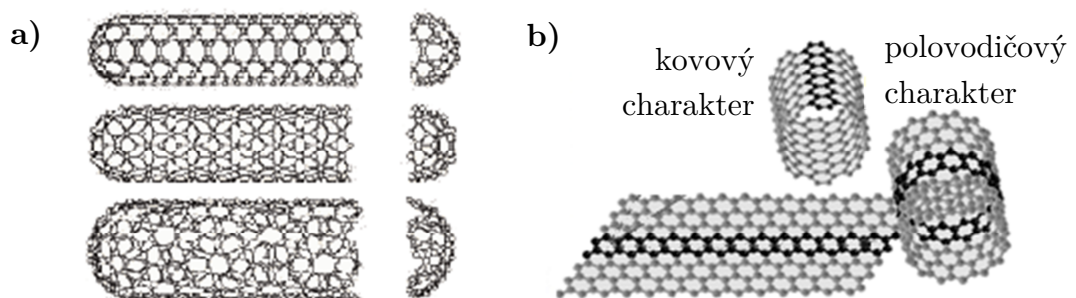 a)
b)
kovový
charakter
polovodičový
charakter